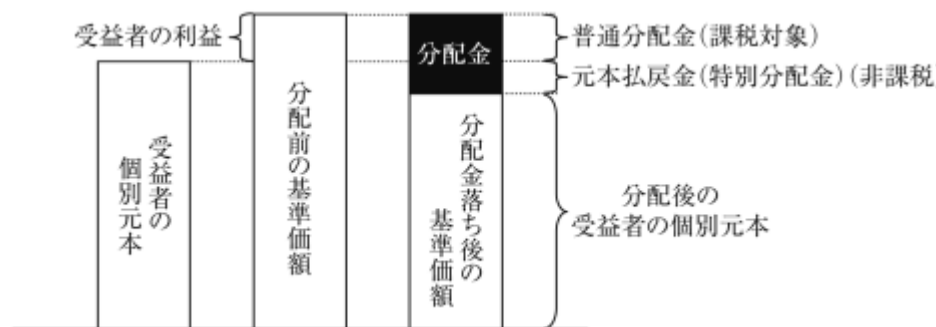 受益者の利益
分配金
普通分配金(課税対象)
元本払戻金(特別分配金)(非課税
受益者の
個別元本
分配前の基準価額
分配金落ち後の
基準価額
分配後の
受益者の個別元本